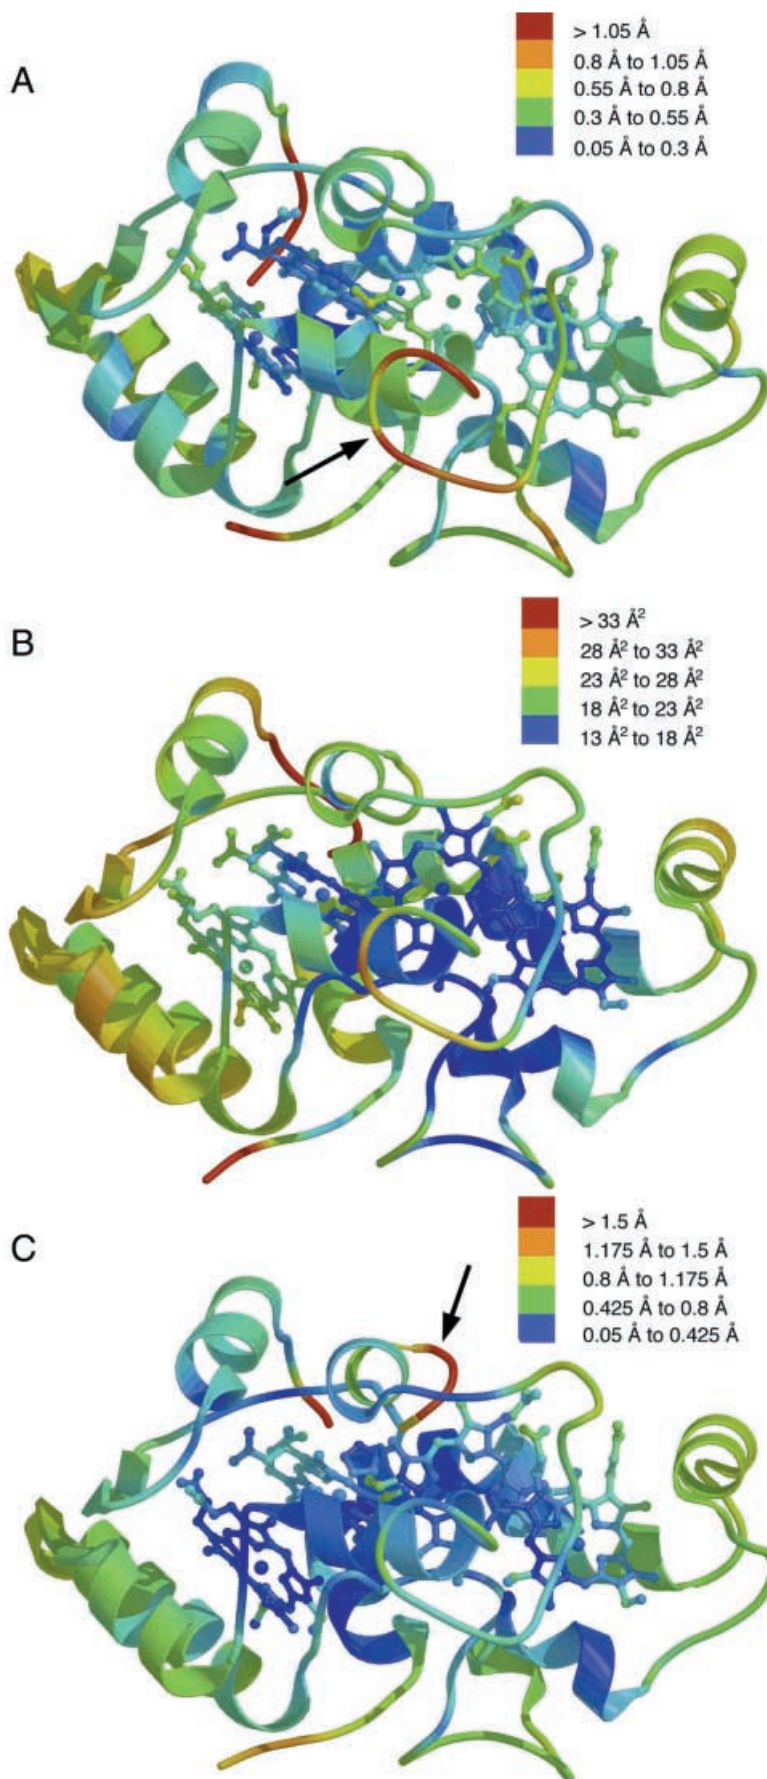 A
> 1.05 Å
0.8 Å to 1.05 Å
0.55 Å to 0.8 Å
0.3 Å to 0.55 Å
0.05 Å to 0.3 Å
B
> 33 Å²
28 Å² to 33 Å²
23 Å² to 28 Å²
18 Å² to 23 Å²
13 Å² to 18 Å²
C
> 1.5 Å
1.175 Å to 1.5 Å
0.8 Å to 1.175 Å
0.425 Å to 0.8 Å
0.05 Å to 0.425 Å